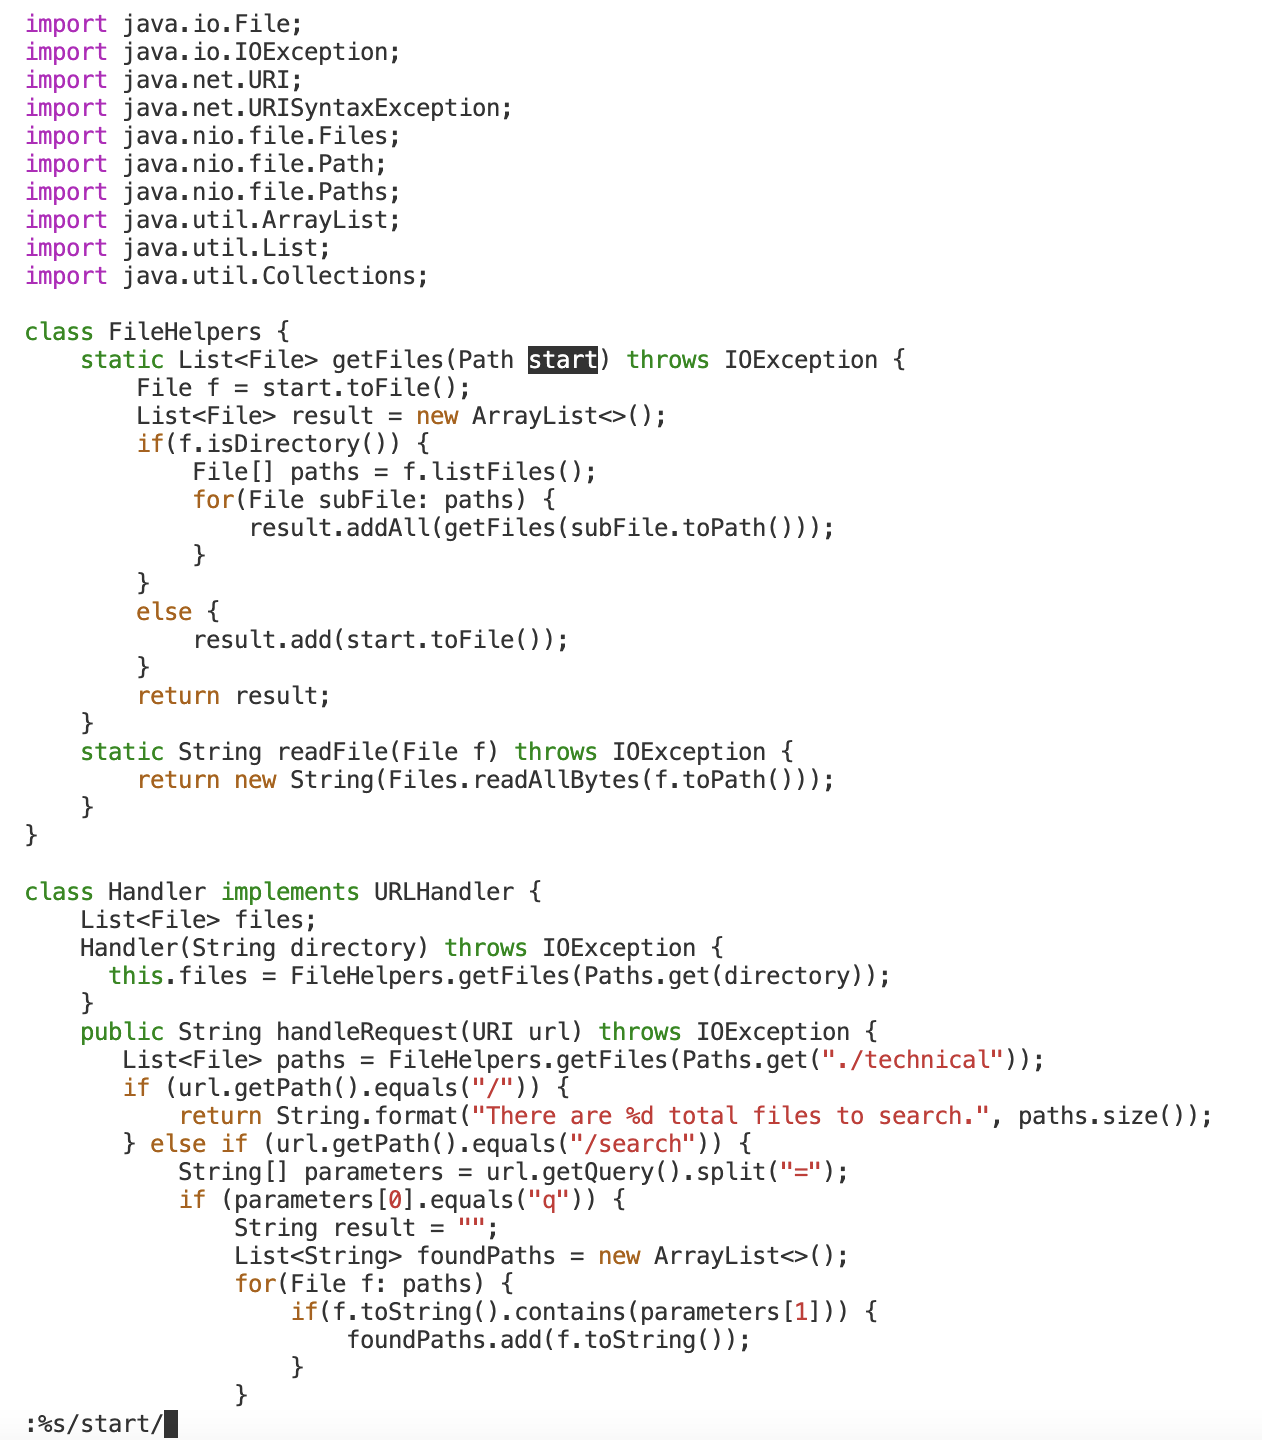 import java.io.File;
import java.io.IOException;
import java.net.URI;
import java.net.URISyntaxException;
import java.nio.file.Files;
import java.nio.file.Path;
import java.nio.file.Paths;
import java.util.ArrayList;
import java.util.List;
import java.util.Collections;

class FileHelpers {
    static List<File> getFiles(Path start) throws IOException {
        File f = start.toFile();
        List<File> result = new ArrayList<>();
        if(f.isDirectory()) {
            File[] paths = f.listFiles();
            for(File subFile: paths) {
                result.addAll(getFiles(subFile.toPath()));
            }
        }
        else {
            result.add(start.toFile());
        }
        return result;
    }
    static String readFile(File f) throws IOException {
        return new String(Files.readAllBytes(f.toPath()));
    }
}

class Handler implements URLHandler {
    List<File> files;
    Handler(String directory) throws IOException {
      this.files = FileHelpers.getFiles(Paths.get(directory));
    }
    public String handleRequest(URI url) throws IOException {
       List<File> paths = FileHelpers.getFiles(Paths.get("./technical"));
       if (url.getPath().equals("/")) {
           return String.format("There are %d total files to search.", paths.size());
       } else if (url.getPath().equals("/search")) {
           String[] parameters = url.getQuery().split("=");
           if (parameters[0].equals("q")) {
               String result = "";
               List<String> foundPaths = new ArrayList<>();
               for(File f: paths) {
                   if(f.toString().contains(parameters[1])) {
                       foundPaths.add(f.toString());
                   }
               }
:%s/start/